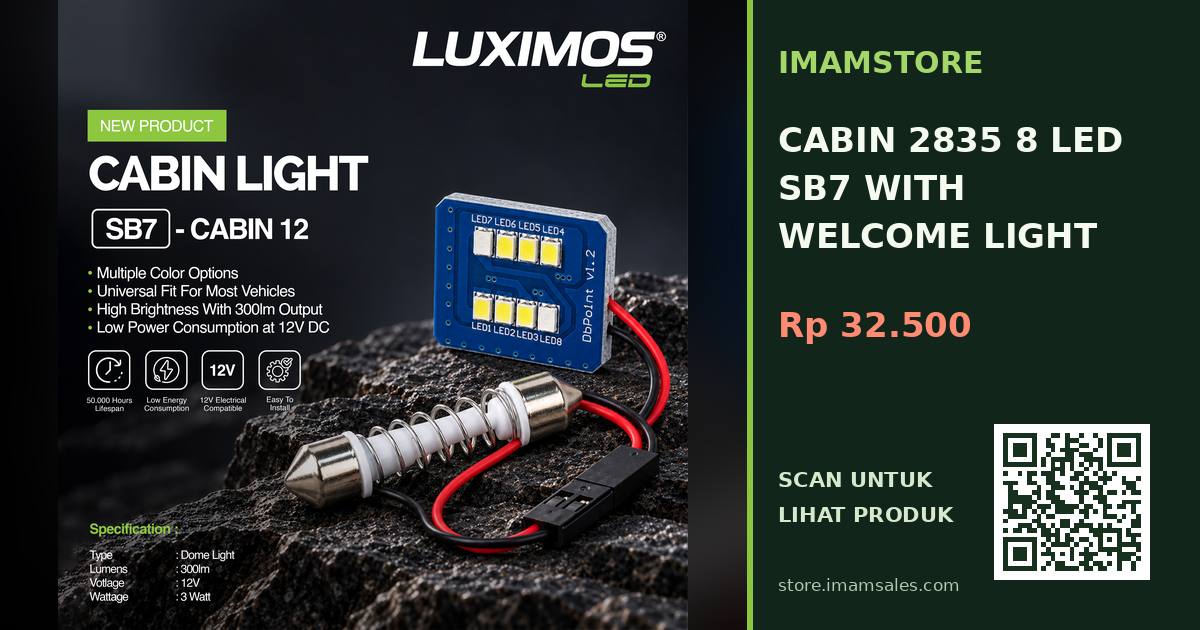 LUXIMOS®
LED
NEW PRODUCT
CABIN LIGHT
SB7 - CABIN 12
• Multiple Color Options
• Universal Fit For Most Vehicles
• High Brightness With 300lm Output
• Low Power Consumption at 12V DC
12V
50.000 Hours
Lifespan
Low Energy
Consumption
12V Electrical
Compatible
Easy To
Install
LED7 LED6 LED5 LED4
LED1 LED2 LED3 LED8
DbPo1nt v1.2
Specification :
Type : Dome Light
Lumens : 300lm
Votlage : 12V
Wattage : 3 Watt
IMAMSTORE
CABIN 2835 8 LED
SB7 WITH
WELCOME LIGHT
Rp 32.500
SCAN UNTUK
LIHAT PRODUK
store.imamsales.com